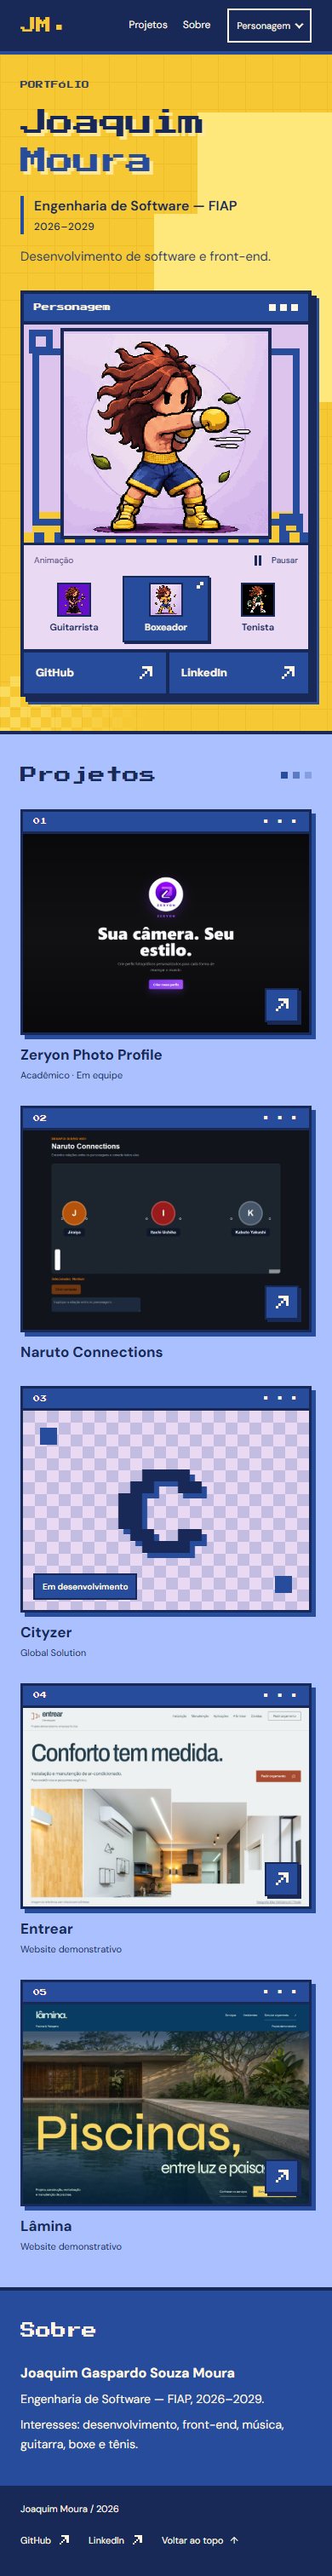 JM.
Projetos
Sobre
Personagem
PORTFóLIO
Joaquim
Moura
Engenharia de Software — FIAP
2026–2029
Desenvolvimento de software e front-end.
Personagem
Animação
Pausar
Guitarrista
Boxeador
Tenista
GitHub
LinkedIn
Projetos
01
Sua câmera. Seu
estilo.
Zeryon Photo Profile
Acadêmico · Em equipe
02
Naruto Connections
J
I
K
Naruto Connections
03
Em desenvolvimento
Cityzer
Global Solution
04
entrear
Conforto tem medida.
Entrear
Website demonstrativo
05
lâmina.
Piscinas,
entre luz e paisa
Lâmina
Website demonstrativo
Sobre
Joaquim Gaspardo Souza Moura
Engenharia de Software — FIAP, 2026–2029.
Interesses: desenvolvimento, front-end, música,
guitarra, boxe e tênis.
Joaquim Moura / 2026
GitHub
LinkedIn
Voltar ao topo